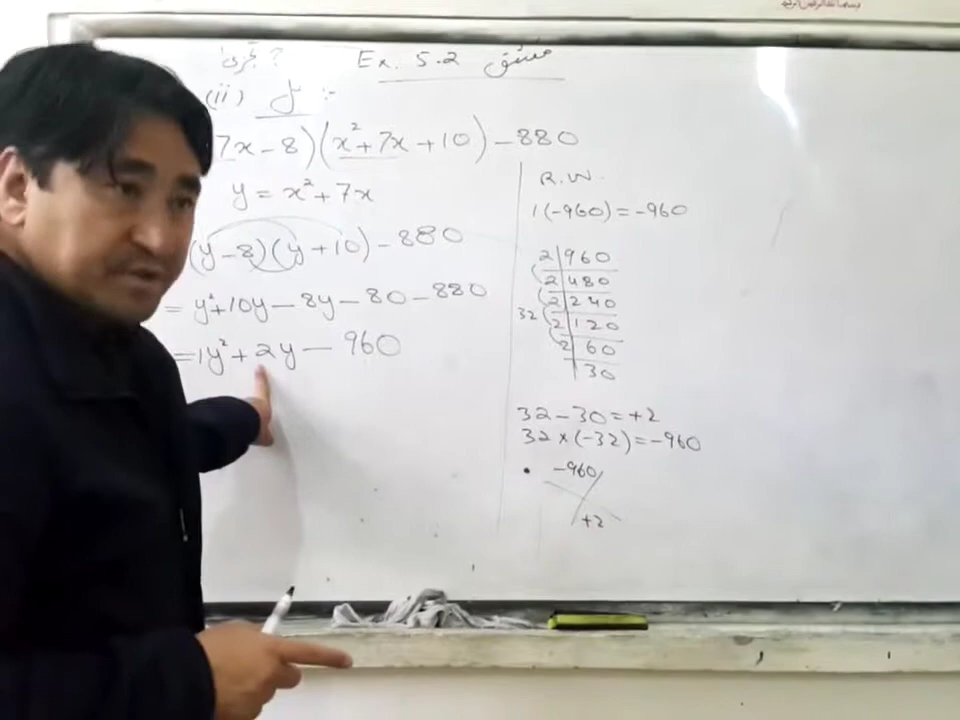 Ex. 5.2 مشق
(ii) حل :-
7x - 8)(x² + 7x + 10) - 880
y = x² + 7x
(y - 8)(y + 10) - 880
= y² + 10y - 8y - 80 - 880
= 1y² + 2y - 960
R.W.
1(-960) = -960
2 | 960
2 | 480
2 | 240
32 2 | 120
2 | 60
30
32 - 30 = +2
32 × (-32) = -960
• -960
+2